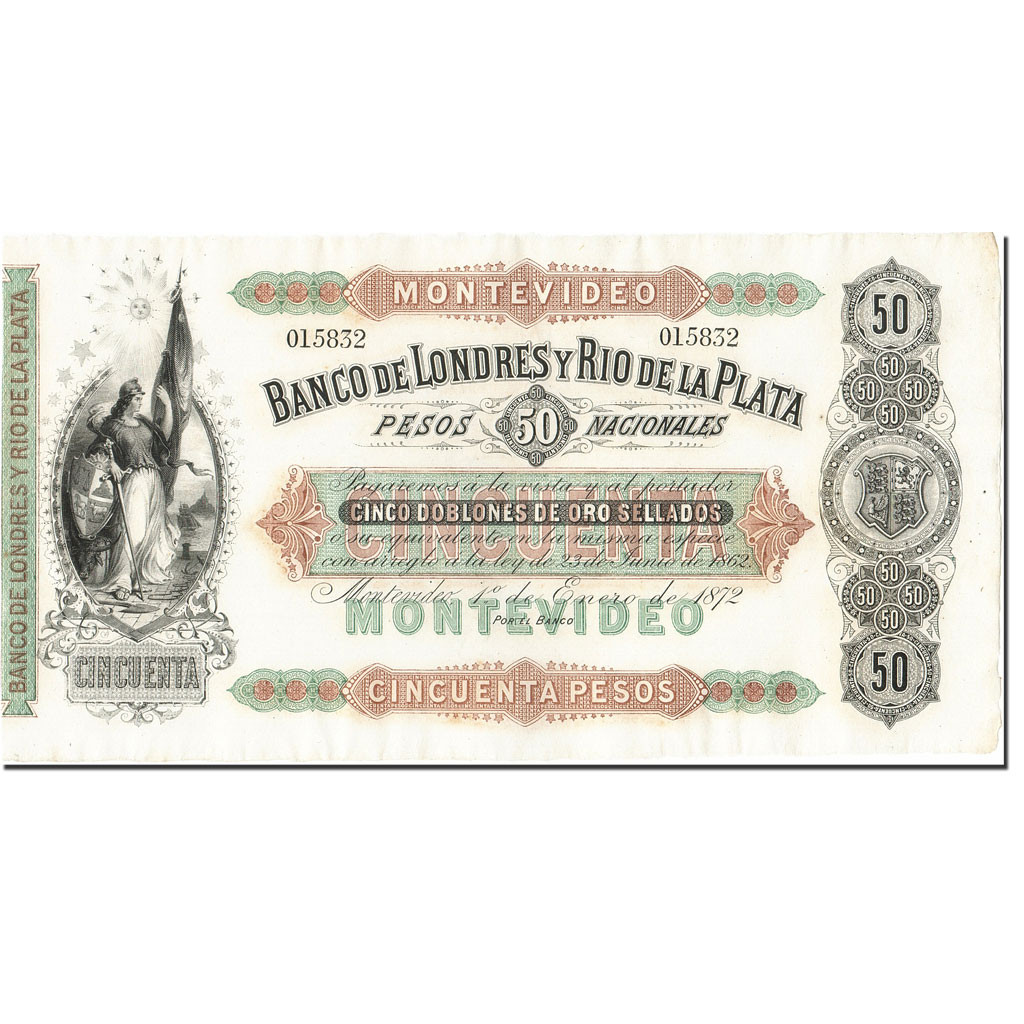 BANCO DE LONDRES Y RIO DE LA PLATA
MONTEVIDEO
015832 015832
BANCO DE LONDRES Y RIO DE LA PLATA
PESOS 50 NACIONALES
Pagaremos á la vista y al portador
CINCUENTA
CINCO DOBLONES DE ORO SELLADOS
o su equivalente en la misma especie
con arreglo a la ley de 23 de Junio de 1862.
Montevideo, 1º de Enero de 1872
MONTEVIDEO
POR EL BANCO
CINCUENTA
CINCUENTA PESOS
50
50
50 50
50
50
50 50
50
50